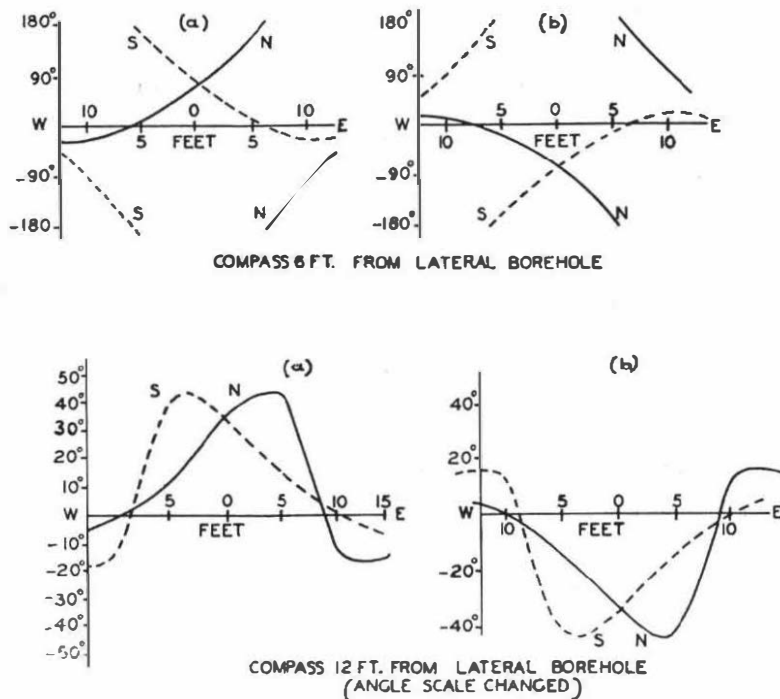 180° (a) (b) 180°
S N S N
90° 90°
W 10 5 0 5 10 E
FEET
W 10 5 0 5 10 E
FEET
-90° -90°
S N S N
-180 -180°
COMPASS 6 FT. FROM LATERAL BOREHOLE
(a) (b)
50°
40° S N 40°
30°
20° 20°
10°
W 5 0 5 10 15 E
FEET
W 10 5 0 5 10 E
FEET
-10°
-20° -20°
-30°
-40° S N -40°
-50°
COMPASS 12 FT. FROM LATERAL BOREHOLE
(ANGLE SCALE CHANGED)